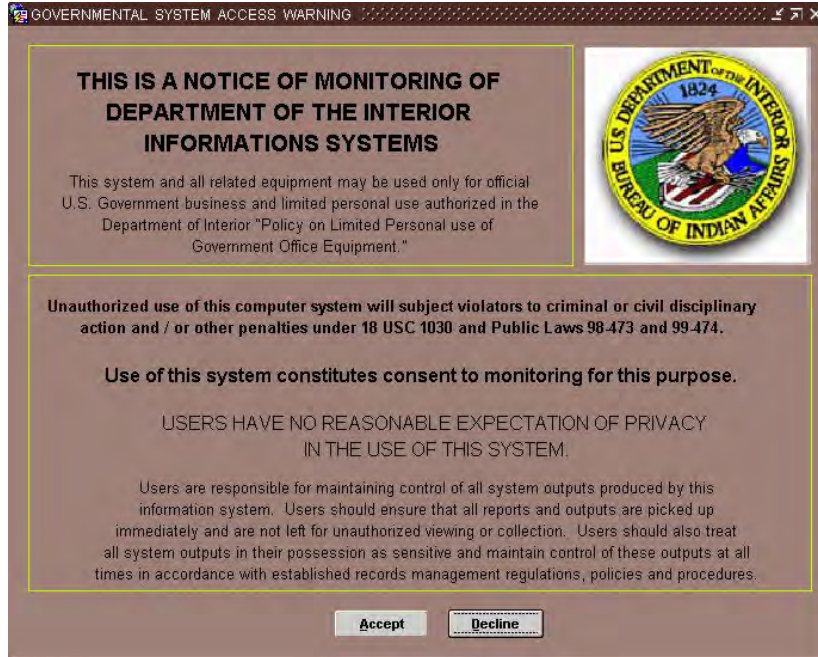 GOVERNMENTAL SYSTEM ACCESS WARNING
THIS IS A NOTICE OF MONITORING OF
DEPARTMENT OF THE INTERIOR
INFORMATIONS SYSTEMS
This system and all related equipment may be used only for official
U.S. Government business and limited personal use authorized in the
Department of Interior "Policy on Limited Personal use of
Government Office Equipment."
U.S. DEPARTMENT OF THE INTERIOR
1824
BUREAU OF INDIAN AFFAIRS
Unauthorized use of this computer system will subject violators to criminal or civil disciplinary
action and / or other penalties under 18 USC 1030 and Public Laws 98-473 and 99-474.
Use of this system constitutes consent to monitoring for this purpose.
USERS HAVE NO REASONABLE EXPECTATION OF PRIVACY
IN THE USE OF THIS SYSTEM.
Users are responsible for maintaining control of all system outputs produced by this
information system. Users should ensure that all reports and outputs are picked up
immediately and are not left for unauthorized viewing or collection. Users should also treat
all system outputs in their possession as sensitive and maintain control of these outputs at all
times in accordance with established records management regulations, policies and procedures.
Accept
Decline